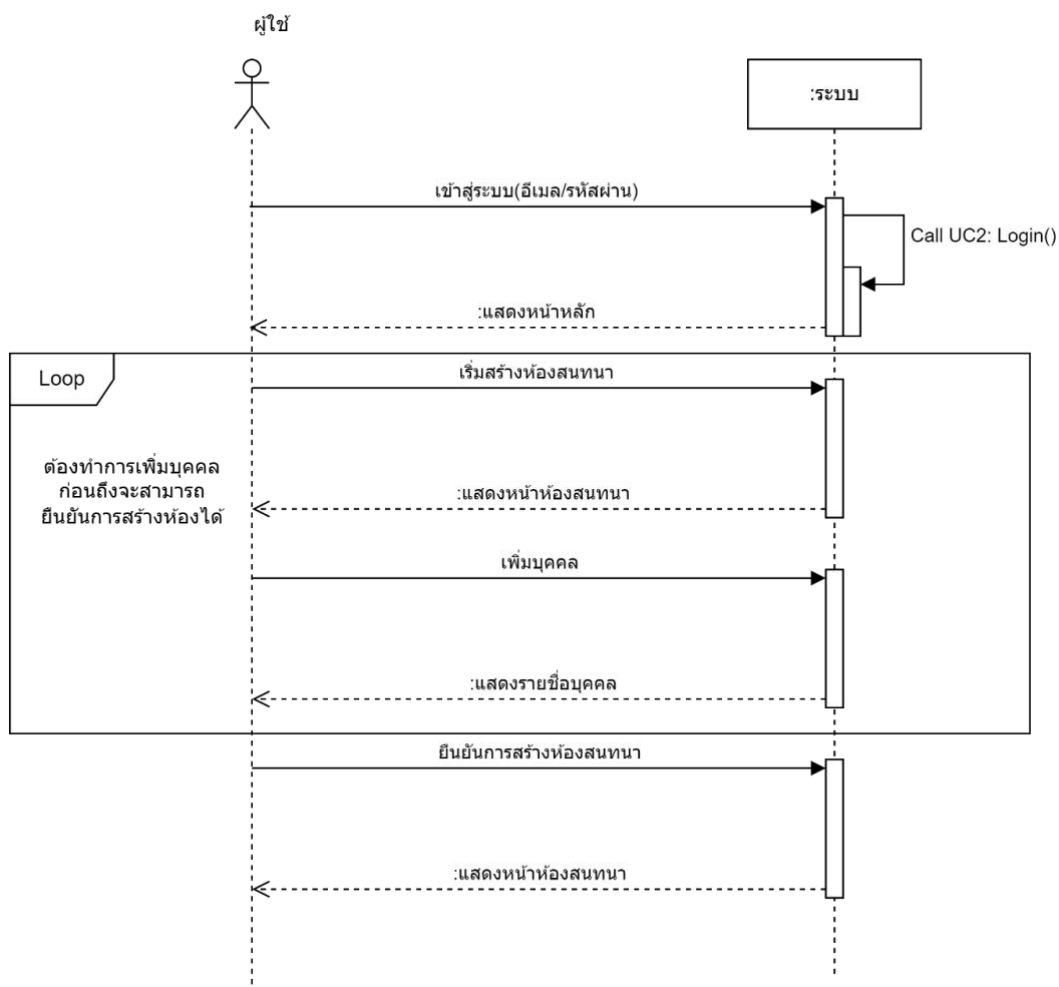 ผู้ใช้
:ระบบ
เข้าสู่ระบบ(อีเมล/รหัสผ่าน)
Call UC2: Login()
:แสดงหน้าหลัก
Loop
เริ่มสร้างห้องสนทนา
ต้องทำการเพิ่มบุคคล
ก่อนถึงจะสามารถ
ยืนยันการสร้างห้องได้
:แสดงหน้าห้องสนทนา
เพิ่มบุคคล
:แสดงรายชื่อบุคคล
ยืนยันการสร้างห้องสนทนา
:แสดงหน้าห้องสนทนา